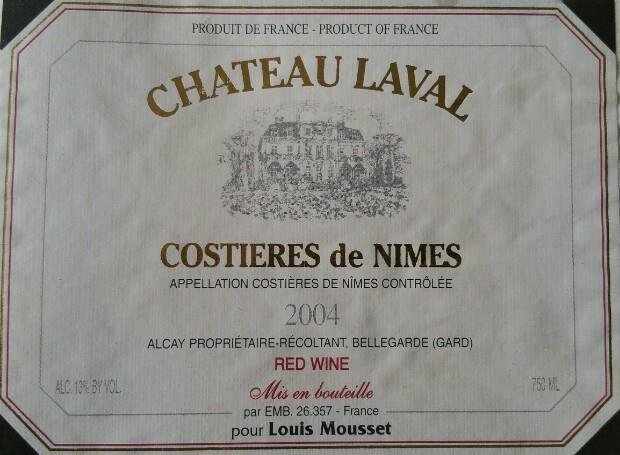 PRODUIT DE FRANCE - PRODUCT OF FRANCE
CHATEAU LAVAL
COSTIERES de NIMES
APPELLATION COSTIÈRES DE NÎMES CONTRÔLÉE
2004
ALCAY PROPRIÉTAIRE-RÉCOLTANT, BELLEGARDE (GARD)
RED WINE
ALC. 13% BY VOL.
Mis en bouteille
750 ML
par EMB. 26.357 - France
pour Louis Mousset